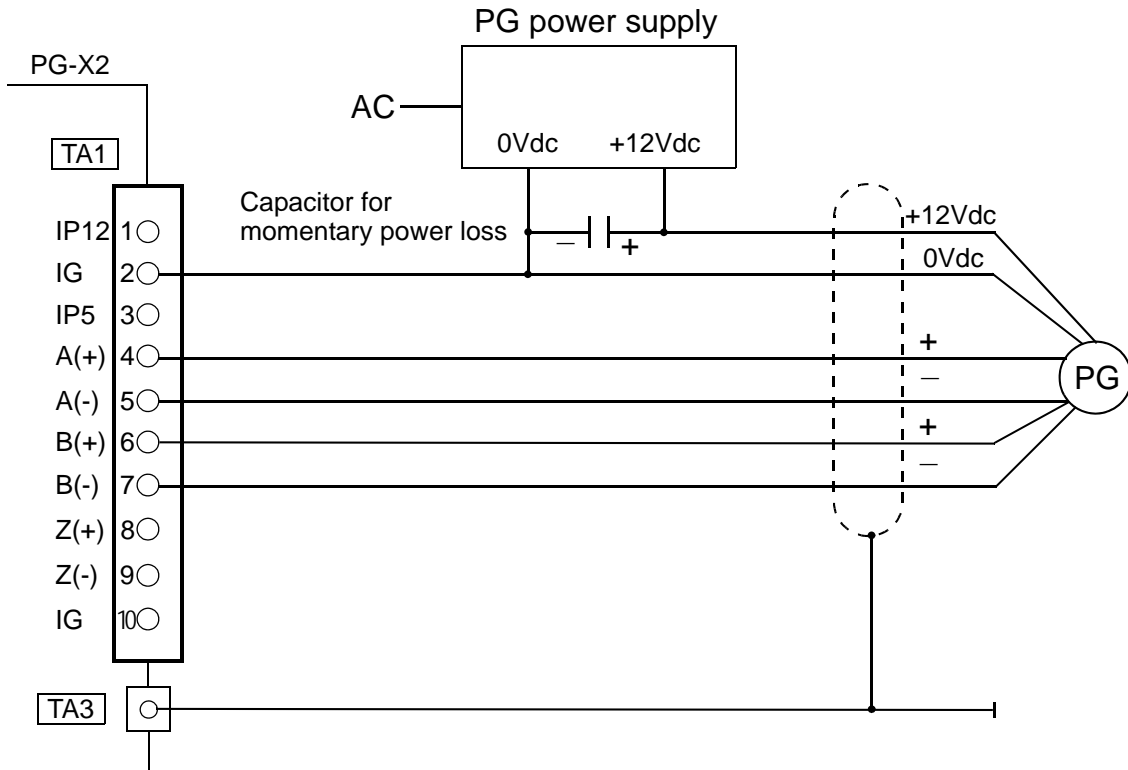 PG power supply
PG-X2
AC
0Vdc +12Vdc
TA1
Capacitor for
momentary power loss
− +
+12Vdc
0Vdc
IP12 1
IG 2
IP5 3
A(+) 4
+
−
A(-) 5
B(+) 6
+
−
B(-) 7
Z(+) 8
Z(-) 9
IG 10
PG
TA3